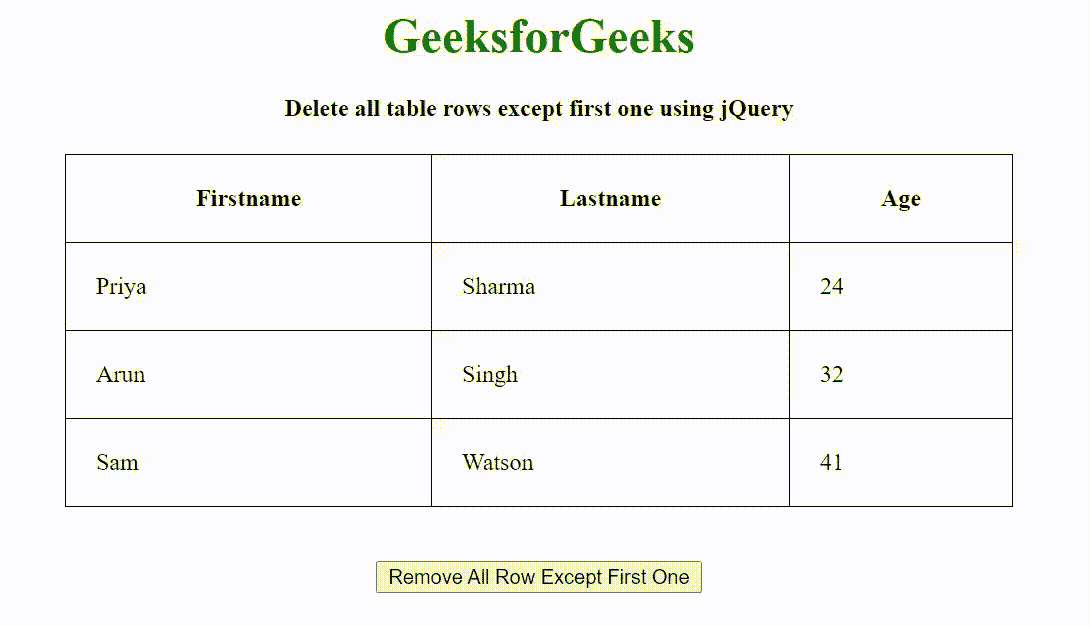 GeeksforGeeks
Delete all table rows except first one using jQuery
Firstname Lastname Age
Priya Sharma 24
Arun Singh 32
Sam Watson 41
Remove All Row Except First One